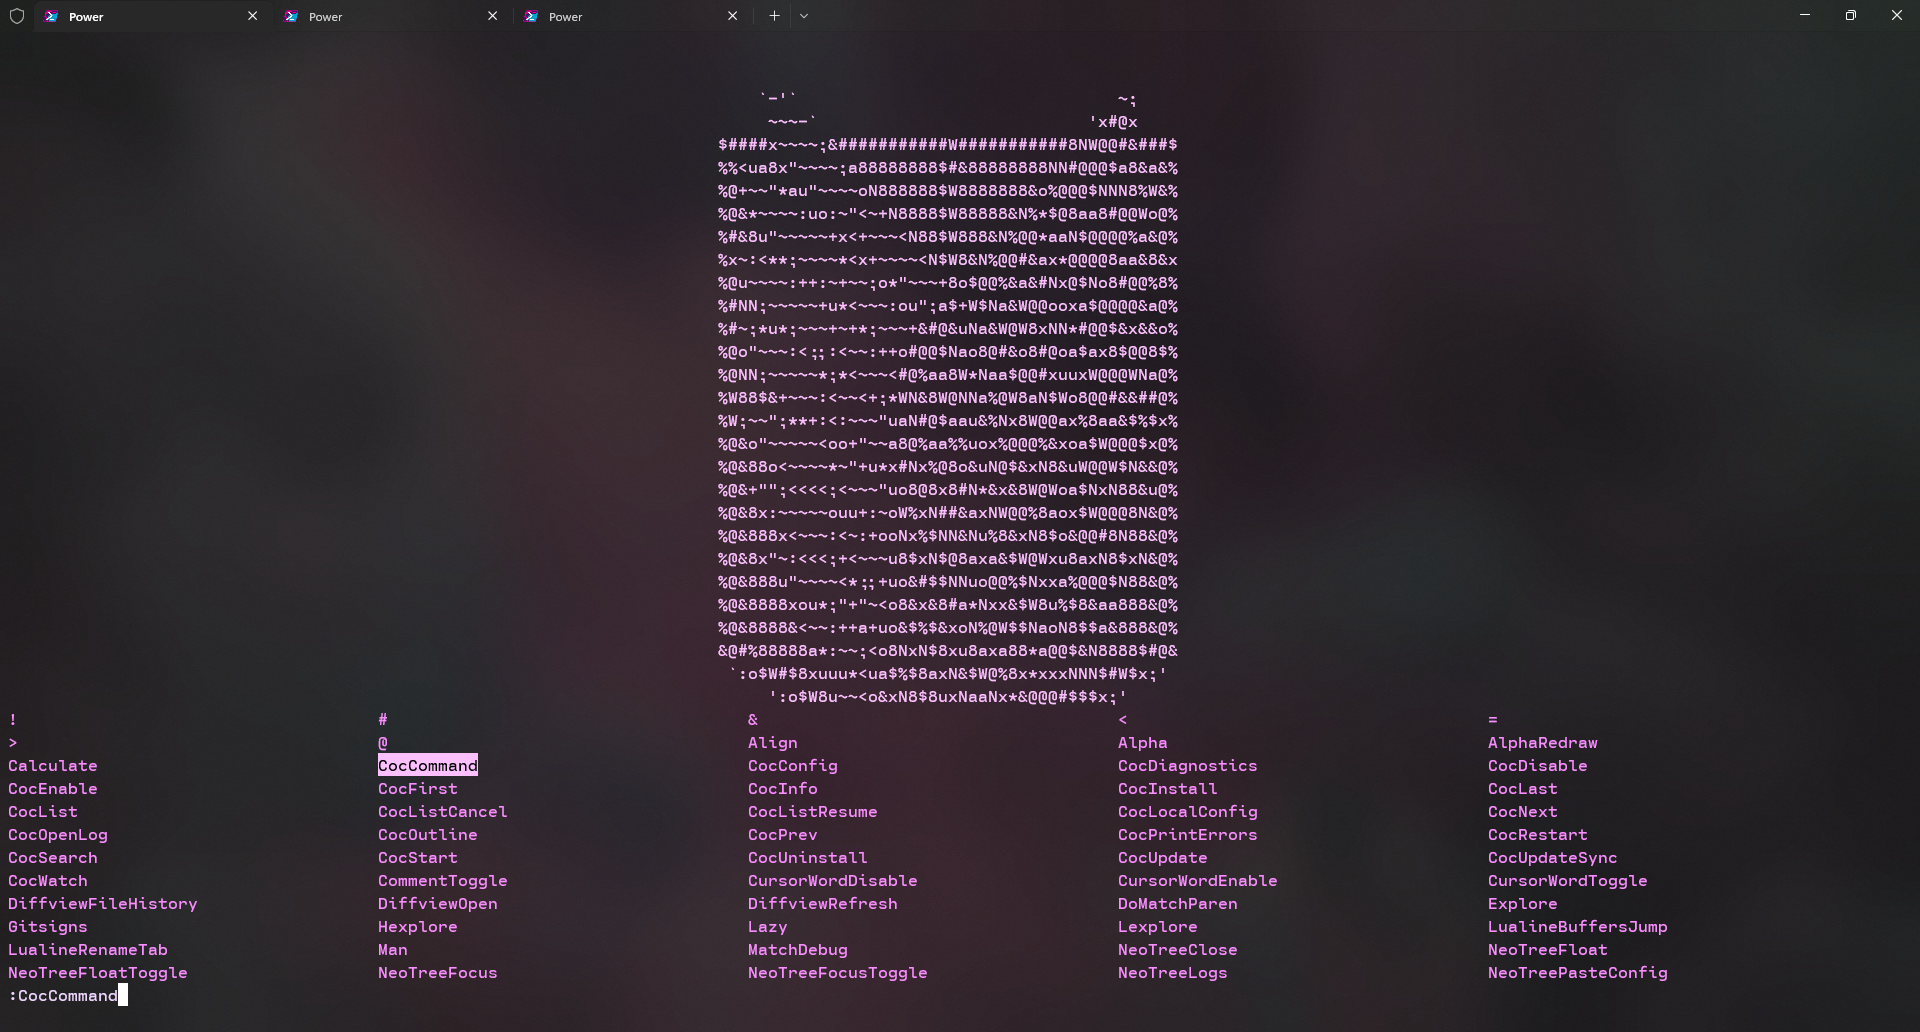 Power Power Power
`-'` ~;
~~~-` 'x#@x
$####x~~~~;&###########W###########8NW@@#&###$
%%<ua8x"~~~~;a88888888$#&88888888NN#@@@$a8&a&%
%@+~~"*au"~~~~oN888888$W8888888&o%@@@$NNN8%W&%
%@&*~~~~:uo:~"<~+N8888$W88888&N%*$@8aa8#@@Wo@%
%#&8u"~~~~~+x<+~~~<N88$W888&N%@@*aaN$@@@@%a&@%
%x~:<**;~~~~*<x+~~~~<N$W8&N%@@#&ax*@@@@8aa&8&x
%@u~~~~:++:~+~~;o*"~~~+8o$@@%&a&#Nx@$No8#@@%8%
%#NN;~~~~~+u*<~~~:ou";a$+W$Na&W@@ooxa$@@@@&a@%
%#~;*u*;~~~+~+*;~~~+&#@&uNa&W@W8xNN*#@@$&x&&o%
%@o"~~~:<;;:<~~:++o#@@$Nao8@#&o8#@oa$ax8$@@8$%
%@NN;~~~~~*;*<~~~<#@%aa8W*Naa$@@#xuuxW@@@WNa@%
%W88$&+~~~:<~~<+;*WN&8W@NNa%@W8aN$Wo8@@#&&##@%
%W;~~";**+:<:~~~"uaN#@$aau&%Nx8W@@ax%8aa&$%$x%
%@&o"~~~~~<oo+"~~a8@%aa%%uox%@@@%&xoa$W@@@$x@%
%@&88o<~~~~*~"+u*x#Nx%@8o&uN@$&xN8&uW@@W$N&&@%
%@&+"";<<<<;<~~~"uo8@8x8#N*&x&8W@Woa$NxN88&u@%
%@&8x:~~~~~ouu+:~oW%xN##&axNW@@%8aox$W@@@8N&@%
%@&888x<~~~:<~:+ooNx%$NN&Nu%8&xN8$o&@@#8N88&@%
%@&8x"~:<<<;+<~~~u8$xN$@8axa&$W@Wxu8axN8$xN&@%
%@&888u"~~~~<*;;+uo&#$$NNuo@@%$Nxxa%@@@$N88&@%
%@&8888xou*;"+"~<o8&x&8#a*Nxx&$W8u%$8&aa888&@%
%@&8888&<~~:++a+uo&$%$&xoN%@W$$NaoN8$$a&888&@%
&@#%88888a*:~~;<o8NxN$8xu8axa88*a@@$&N8888$#@&
`:o$W#$8xuuu*<ua$%$8axN&$W@%8x*xxxNNN$#W$x;'
':o$W8u~~<o&xN8$8uxNaaNx*&@@@#$$$x;'
! # & < =
> @ Align Alpha AlphaRedraw
Calculate CocCommand CocConfig CocDiagnostics CocDisable
CocEnable CocFirst CocInfo CocInstall CocLast
CocList CocListCancel CocListResume CocLocalConfig CocNext
CocOpenLog CocOutline CocPrev CocPrintErrors CocRestart
CocSearch CocStart CocUninstall CocUpdate CocUpdateSync
CocWatch CommentToggle CursorWordDisable CursorWordEnable CursorWordToggle
DiffviewFileHistory DiffviewOpen DiffviewRefresh DoMatchParen Explore
Gitsigns Hexplore Lazy Lexplore LualineBuffersJump
LualineRenameTab Man MatchDebug NeoTreeClose NeoTreeFloat
NeoTreeFloatToggle NeoTreeFocus NeoTreeFocusToggle NeoTreeLogs NeoTreePasteConfig
:CocCommand